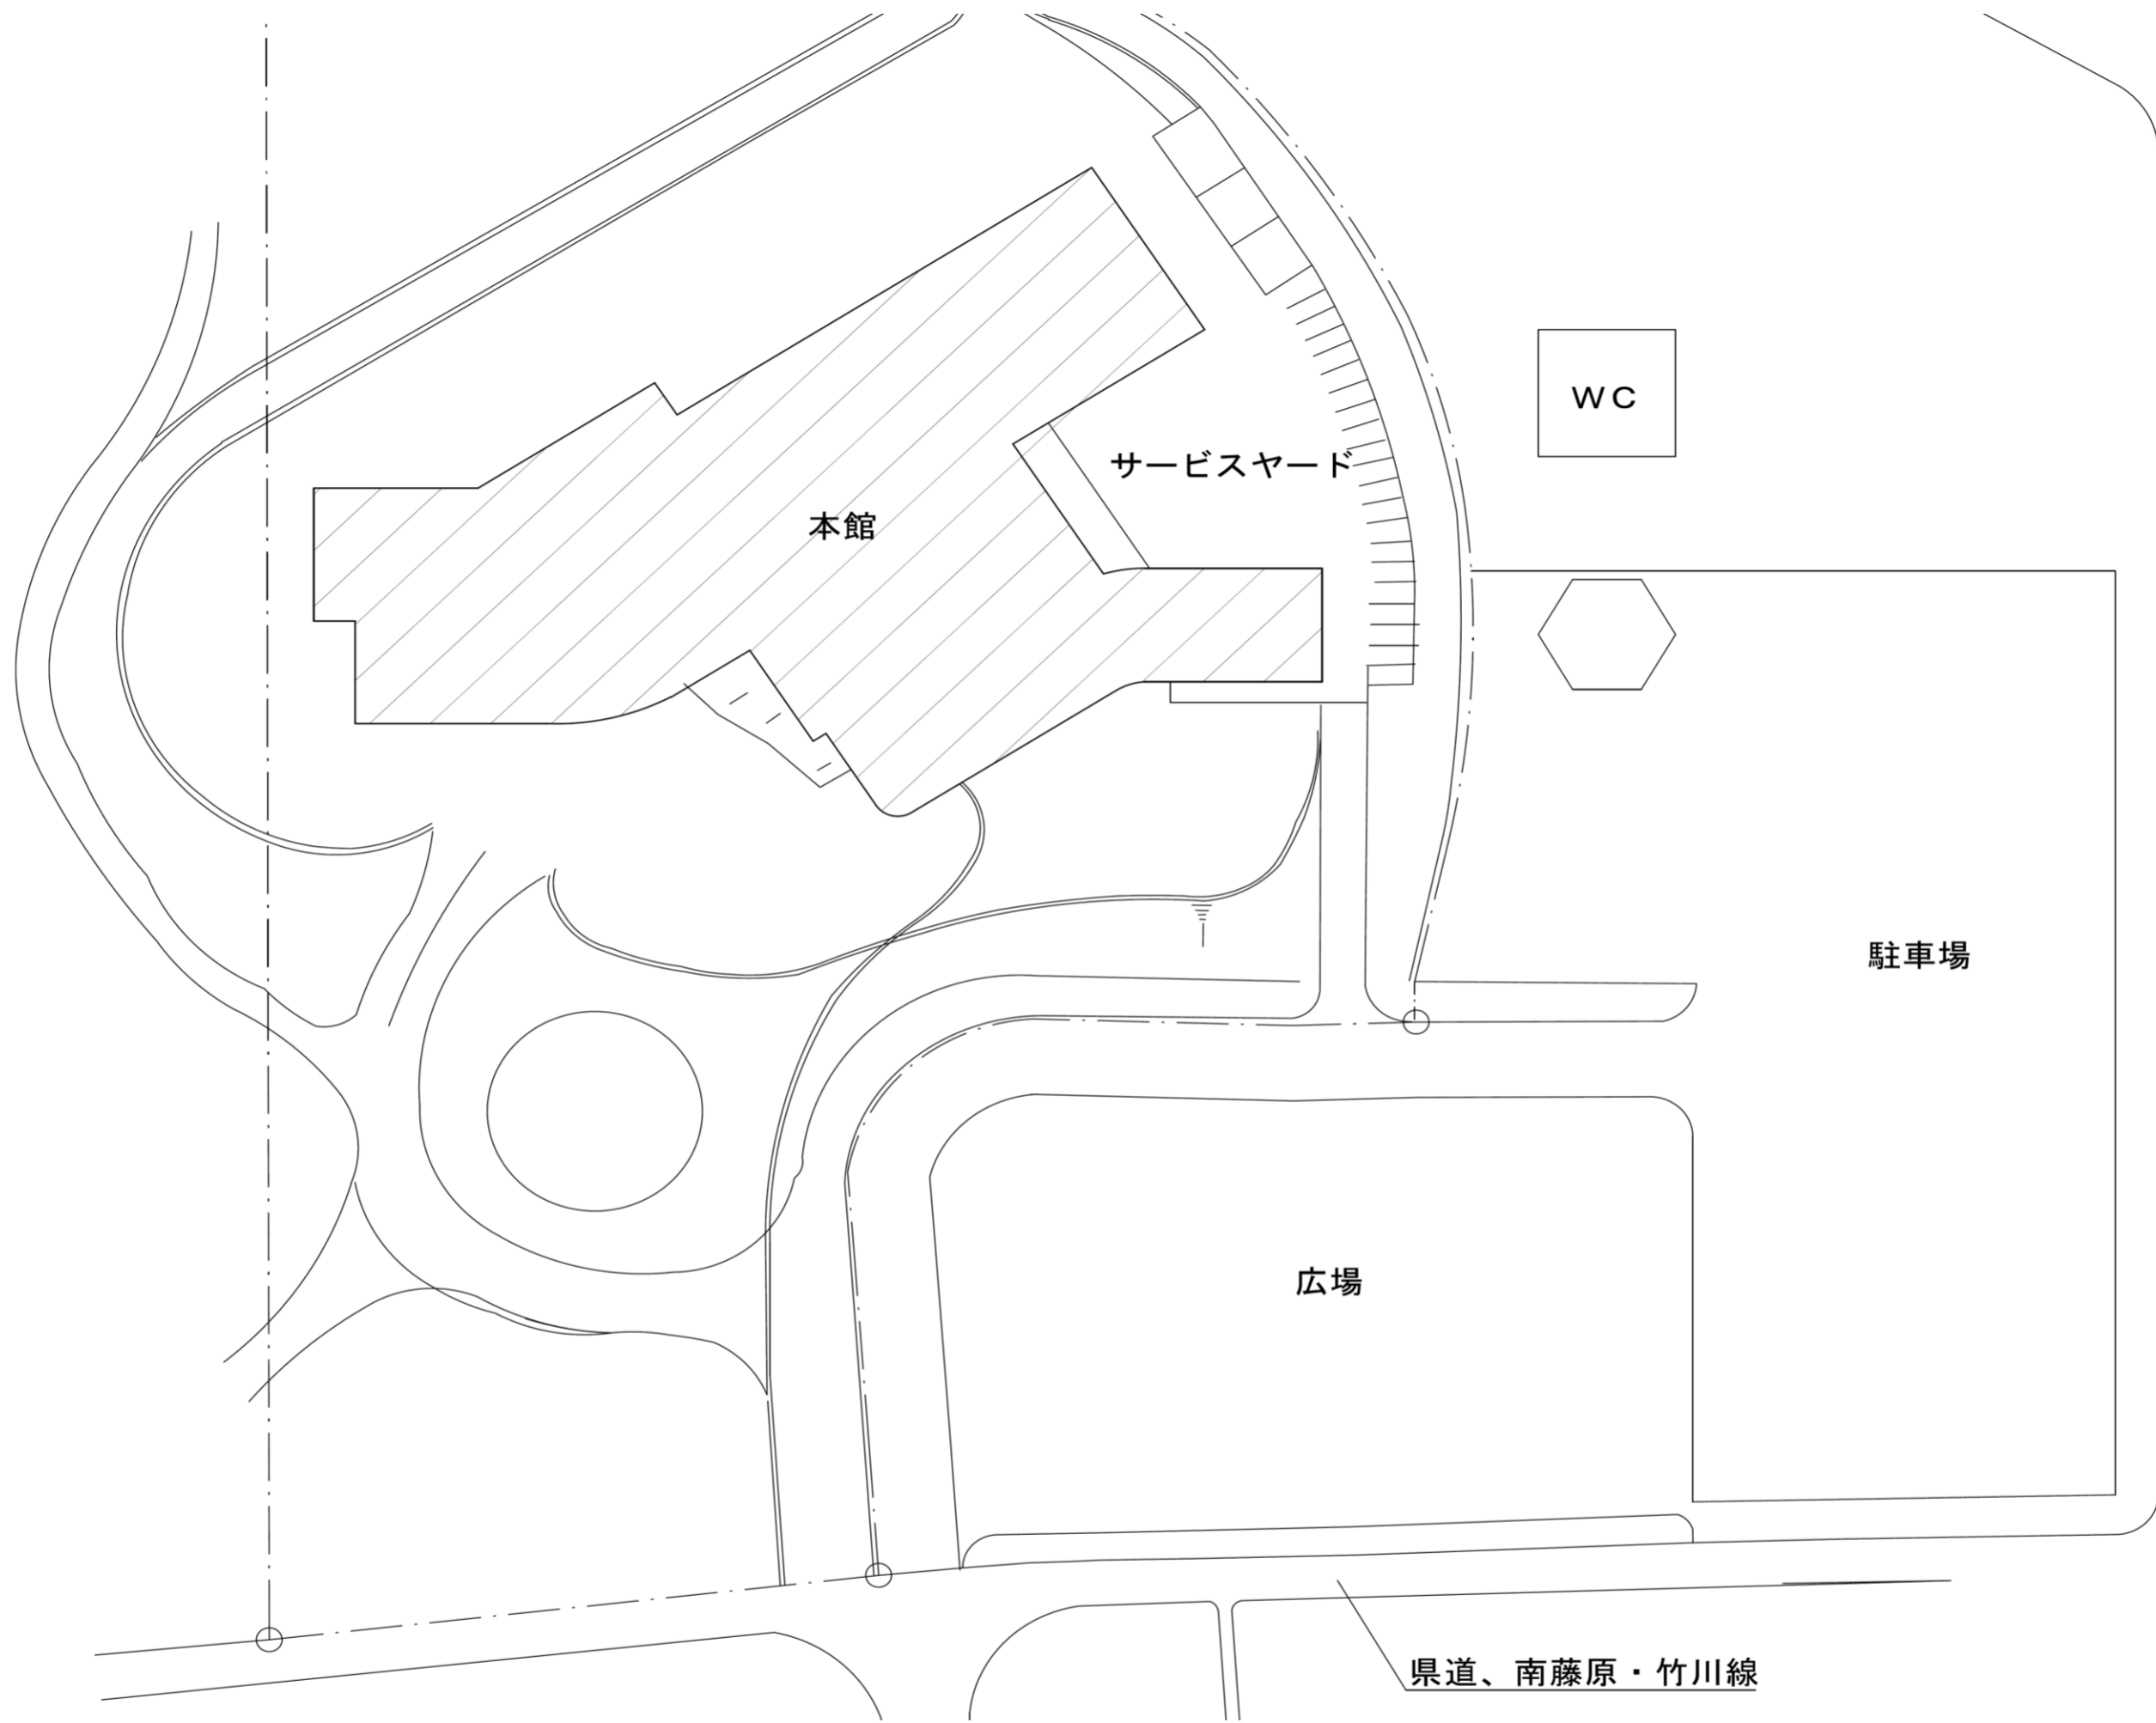 ＷＣ
サービスヤード
本館
駐車場
広場
県道、南藤原・竹川線